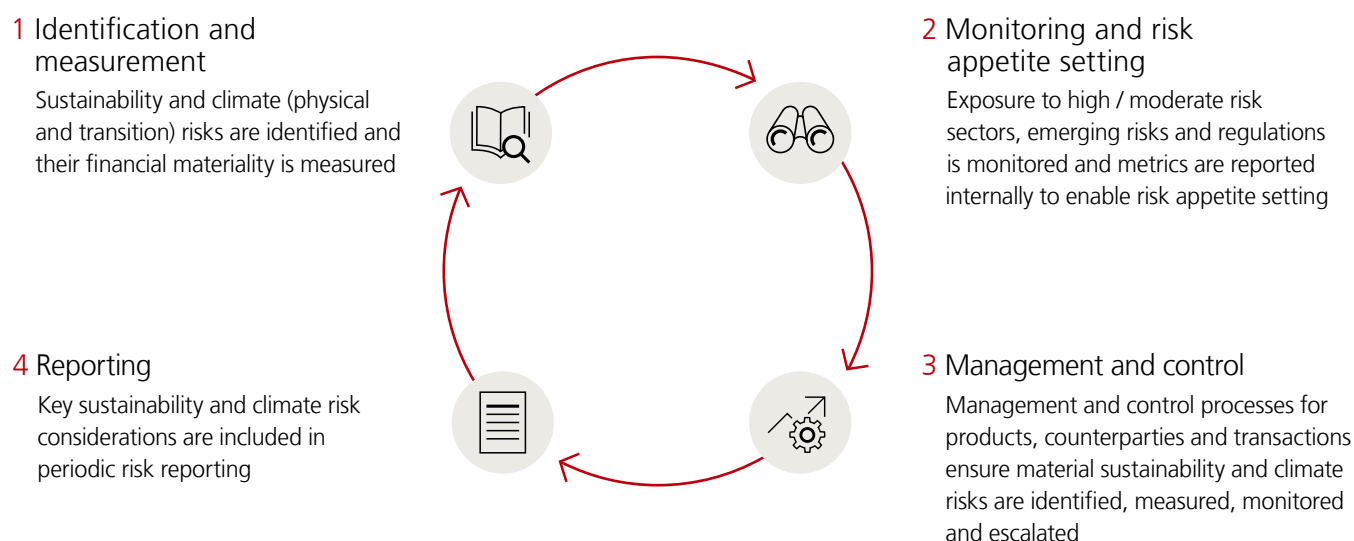 1 Identification and
measurement
Sustainability and climate (physical
and transition) risks are identified and
their financial materiality is measured
2 Monitoring and risk
appetite setting
Exposure to high / moderate risk
sectors, emerging risks and regulations
is monitored and metrics are reported
internally to enable risk appetite setting
4 Reporting
Key sustainability and climate risk
considerations are included in
periodic risk reporting
3 Management and control
Management and control processes for
products, counterparties and transactions
ensure material sustainability and climate
risks are identified, measured, monitored
and escalated